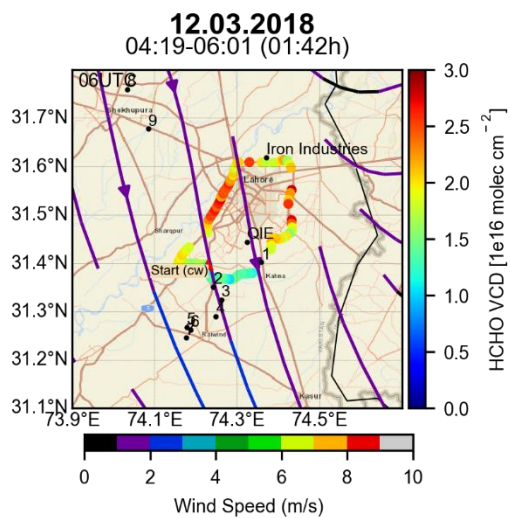 12.03.2018
04:19-06:01 (01:42h)
06UTC
8
Shekhupura
9
Iron Industries
Lahore
Sharqpur
QIE
1
Start (cw)
Kahna
2
3
4
5
6
Raiwind
Kasur
31.7°N
31.6°N
31.5°N
31.4°N
31.3°N
31.2°N
31.1°N
73.9°E 74.1°E 74.3°E 74.5°E
3.0
2.5
2.0
1.5
1.0
0.5
0.0
HCHO VCD [1e16 molec cm⁻²]
0 2 4 6 8 10
Wind Speed (m/s)